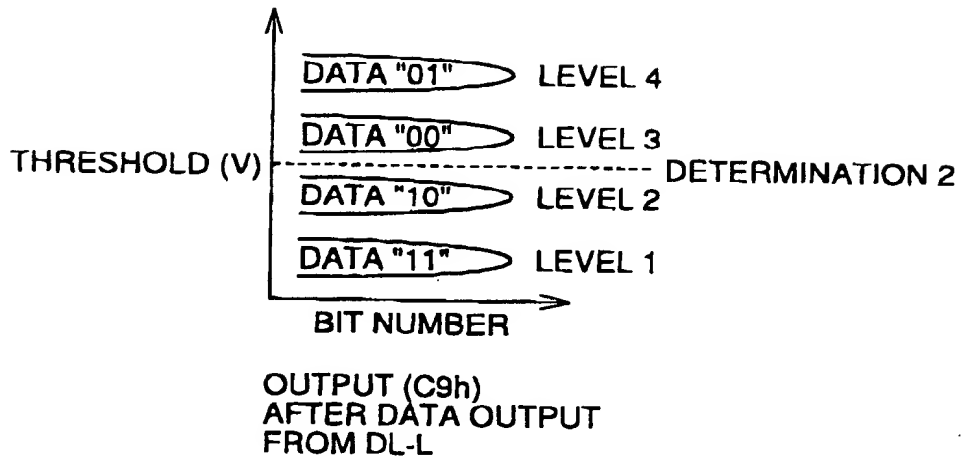 DATA "01" LEVEL 4
DATA "00" LEVEL 3
THRESHOLD (V) DETERMINATION 2
DATA "10" LEVEL 2
DATA "11" LEVEL 1
BIT NUMBER
OUTPUT (C9h)
AFTER DATA OUTPUT
FROM DL-L